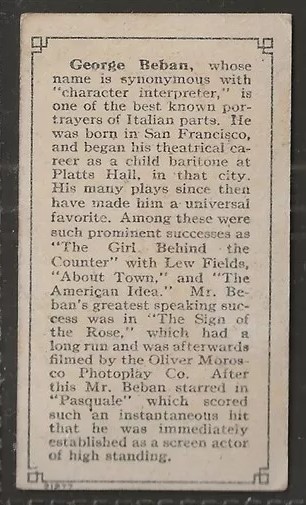 George Beban, whose
name is synonymous with
"character interpreter," is
one of the best known por-
trayers of Italian parts. He
was born in San Francisco,
and began his theatrical ca-
reer as a child baritone at
Platts Hall, in that city.
His many plays since then
have made him a universal
favorite. Among these were
such prominent successes as
"The Girl Behind the
Counter" with Lew Fields,
"About Town," and "The
American Idea." Mr. Be-
ban's greatest speaking suc-
cess was in "The Sign of
the Rose," which had a
long run and was afterwards
filmed by the Oliver Moros-
co Photoplay Co. After
this Mr. Beban starred in
"Pasquale" which scored
such an instantaneous hit
that he was immediately
established as a screen actor
of high standing.